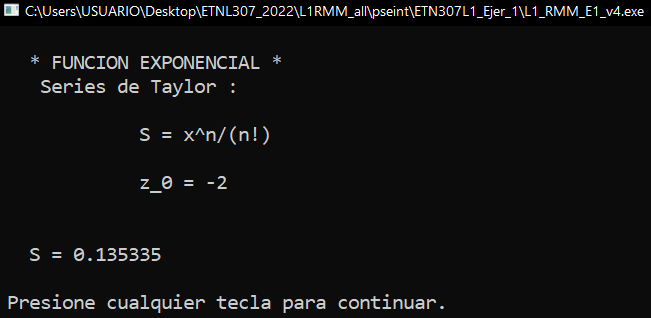 C:\Users\USUARIO\Desktop\ETNL307_2022\L1RMM_all\pseint\ETN307L1_Ejer_1\L1_RMM_E1_v4.exe
* FUNCION EXPONENCIAL *
Series de Taylor :
S = x^n/(n!)
z_0 = -2
S = 0.135335
Presione cualquier tecla para continuar.